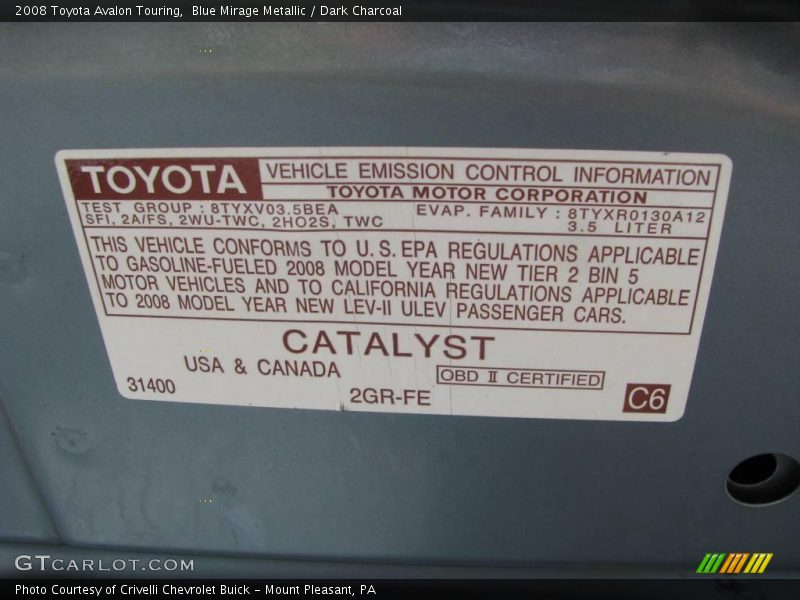 2008 Toyota Avalon Touring,  Blue Mirage Metallic / Dark Charcoal
TOYOTA
VEHICLE EMISSION CONTROL INFORMATION
TOYOTA MOTOR CORPORATION
TEST GROUP : 8TYXV03.5BEA
EVAP. FAMILY : 8TYXR0130A12
SFI, 2A/FS, 2WU-TWC, 2HO2S, TWC
3.5 LITER
THIS VEHICLE CONFORMS TO U.S. EPA REGULATIONS APPLICABLE
TO GASOLINE-FUELED 2008 MODEL YEAR NEW TIER 2 BIN 5
MOTOR VEHICLES AND TO CALIFORNIA REGULATIONS APPLICABLE
TO 2008 MODEL YEAR NEW LEV-II ULEV PASSENGER CARS.
CATALYST
USA & CANADA
OBD II CERTIFIED
31400
2GR-FE
C6
GTCARLOT.COM
Photo Courtesy of Crivelli Chevrolet Buick - Mount Pleasant, PA